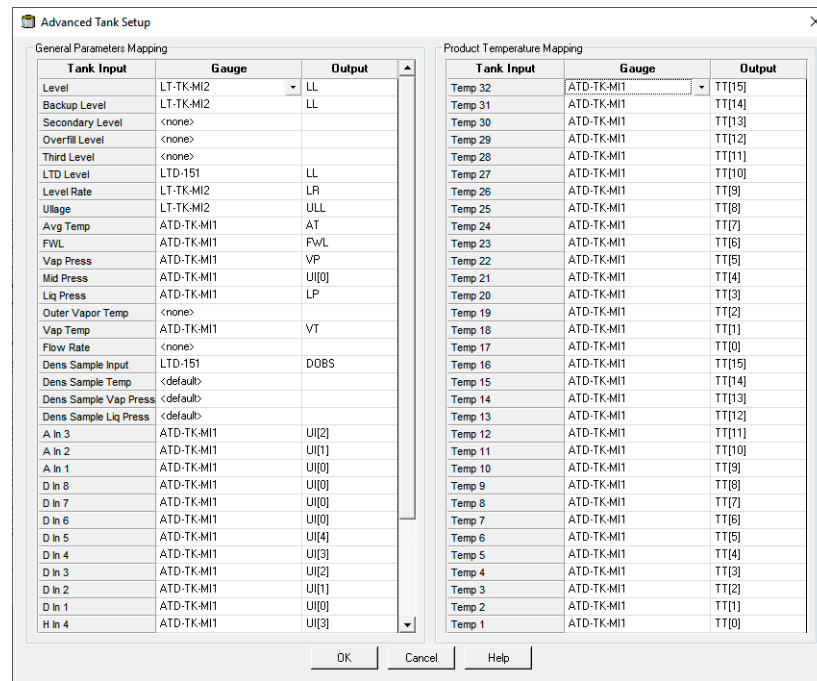 Advanced Tank Setup
General Parameters Mapping
Tank Input Gauge Output
Level LT-TK-MI2 LL
Backup Level LT-TK-MI2 LL
Secondary Level <none>
Overfill Level <none>
Third Level <none>
LTD Level LTD-151 LL
Level Rate LT-TK-MI2 LR
Ullage LT-TK-MI2 ULL
Avg Temp ATD-TK-MI1 AT
FWL ATD-TK-MI1 FWL
Vap Press ATD-TK-MI1 VP
Mid Press ATD-TK-MI1 UI[0]
Liq Press ATD-TK-MI1 LP
Outer Vapor Temp <none>
Vap Temp ATD-TK-MI1 VT
Flow Rate <none>
Dens Sample Input LTD-151 DOBS
Dens Sample Temp <default>
Dens Sample Vap Press <default>
Dens Sample Liq Press <default>
A In 3 ATD-TK-MI1 UI[2]
A In 2 ATD-TK-MI1 UI[1]
A In 1 ATD-TK-MI1 UI[0]
D In 8 ATD-TK-MI1 UI[0]
D In 7 ATD-TK-MI1 UI[0]
D In 6 ATD-TK-MI1 UI[0]
D In 5 ATD-TK-MI1 UI[4]
D In 4 ATD-TK-MI1 UI[3]
D In 3 ATD-TK-MI1 UI[2]
D In 2 ATD-TK-MI1 UI[1]
D In 1 ATD-TK-MI1 UI[0]
H In 4 ATD-TK-MI1 UI[3]
Product Temperature Mapping
Tank Input Gauge Output
Temp 32 ATD-TK-MI1 TT[15]
Temp 31 ATD-TK-MI1 TT[14]
Temp 30 ATD-TK-MI1 TT[13]
Temp 29 ATD-TK-MI1 TT[12]
Temp 28 ATD-TK-MI1 TT[11]
Temp 27 ATD-TK-MI1 TT[10]
Temp 26 ATD-TK-MI1 TT[9]
Temp 25 ATD-TK-MI1 TT[8]
Temp 24 ATD-TK-MI1 TT[7]
Temp 23 ATD-TK-MI1 TT[6]
Temp 22 ATD-TK-MI1 TT[5]
Temp 21 ATD-TK-MI1 TT[4]
Temp 20 ATD-TK-MI1 TT[3]
Temp 19 ATD-TK-MI1 TT[2]
Temp 18 ATD-TK-MI1 TT[1]
Temp 17 ATD-TK-MI1 TT[0]
Temp 16 ATD-TK-MI1 TT[15]
Temp 15 ATD-TK-MI1 TT[14]
Temp 14 ATD-TK-MI1 TT[13]
Temp 13 ATD-TK-MI1 TT[12]
Temp 12 ATD-TK-MI1 TT[11]
Temp 11 ATD-TK-MI1 TT[10]
Temp 10 ATD-TK-MI1 TT[9]
Temp 9 ATD-TK-MI1 TT[8]
Temp 8 ATD-TK-MI1 TT[7]
Temp 7 ATD-TK-MI1 TT[6]
Temp 6 ATD-TK-MI1 TT[5]
Temp 5 ATD-TK-MI1 TT[4]
Temp 4 ATD-TK-MI1 TT[3]
Temp 3 ATD-TK-MI1 TT[2]
Temp 2 ATD-TK-MI1 TT[1]
Temp 1 ATD-TK-MI1 TT[0]
OK Cancel Help